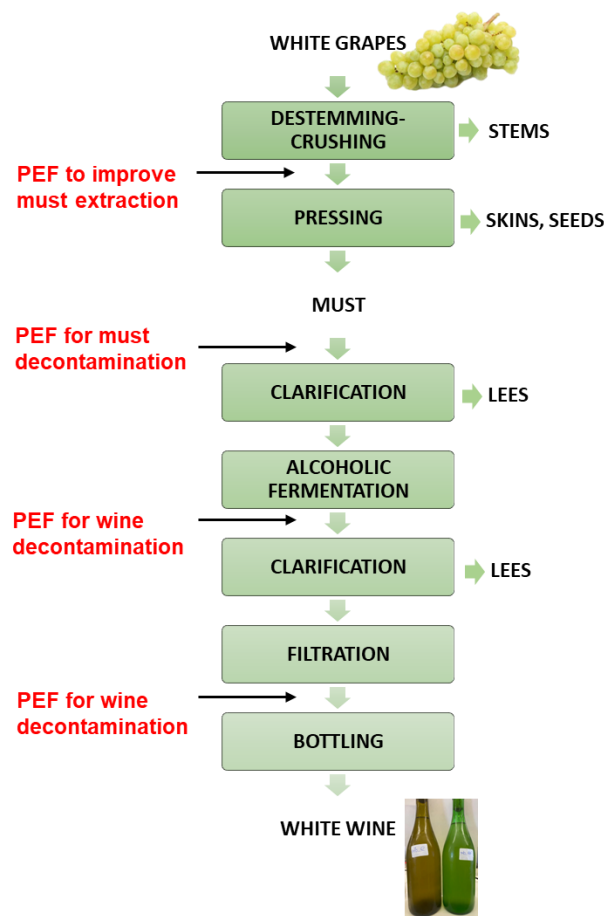 WHITE GRAPES
DESTEMMING-
CRUSHING
STEMS
PEF to improve
must extraction
PRESSING
SKINS, SEEDS
MUST
PEF for must
decontamination
CLARIFICATION
LEES
ALCOHOLIC
FERMENTATION
PEF for wine
decontamination
CLARIFICATION
LEES
FILTRATION
PEF for wine
decontamination
BOTTLING
WHITE WINE